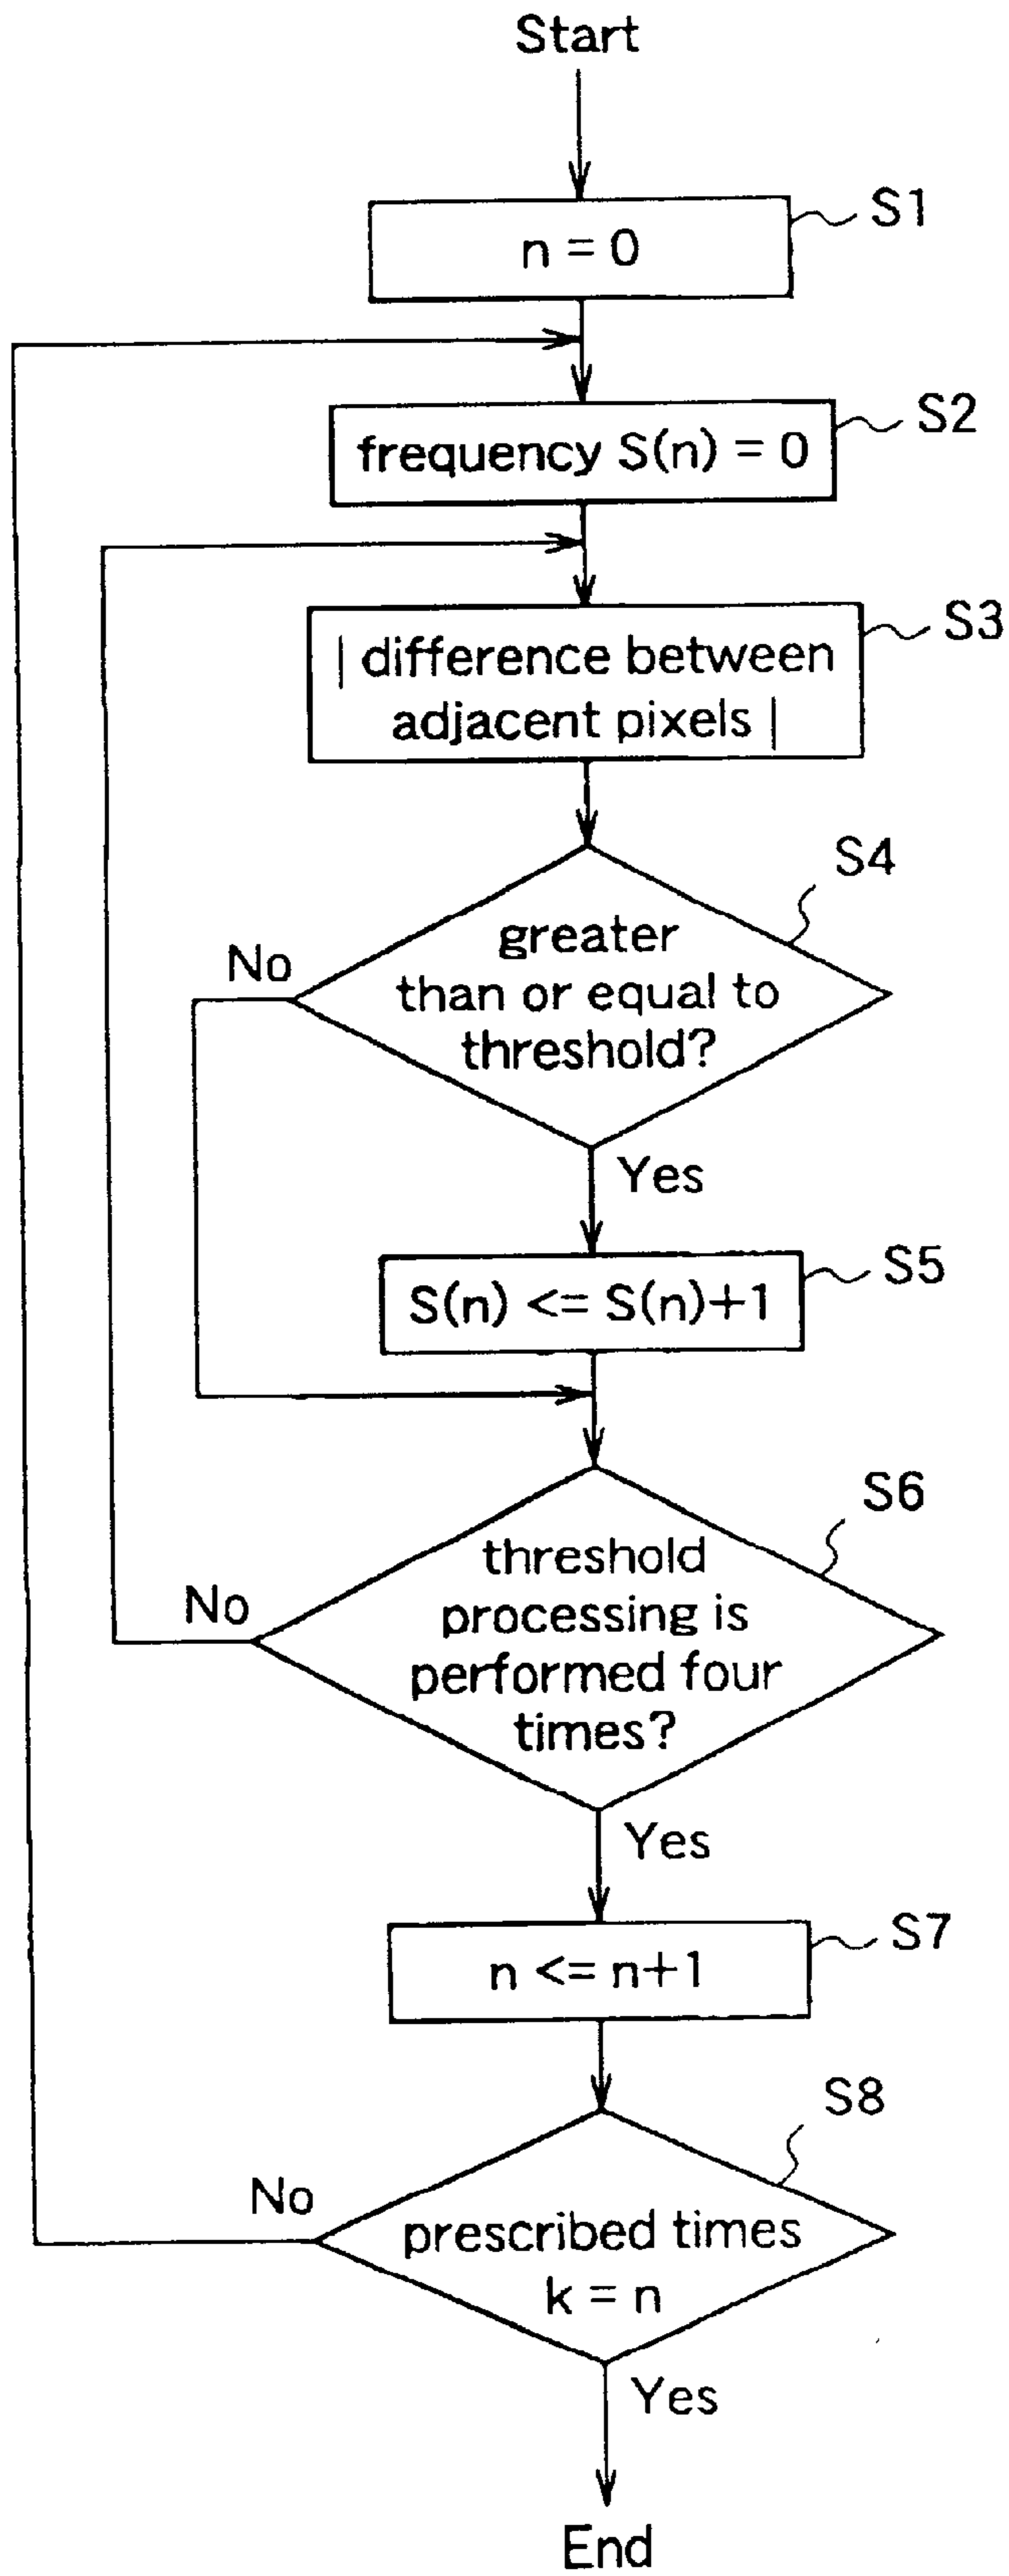 Start
S1
n = 0
S2
frequency S(n) = 0
S3
| difference between
adjacent pixels |
S4
greater
than or equal to
threshold?
No
Yes
S5
S(n) <= S(n)+1
S6
threshold
processing is
performed four
times?
No
Yes
S7
n <= n+1
S8
No
prescribed times
k = n
Yes
End